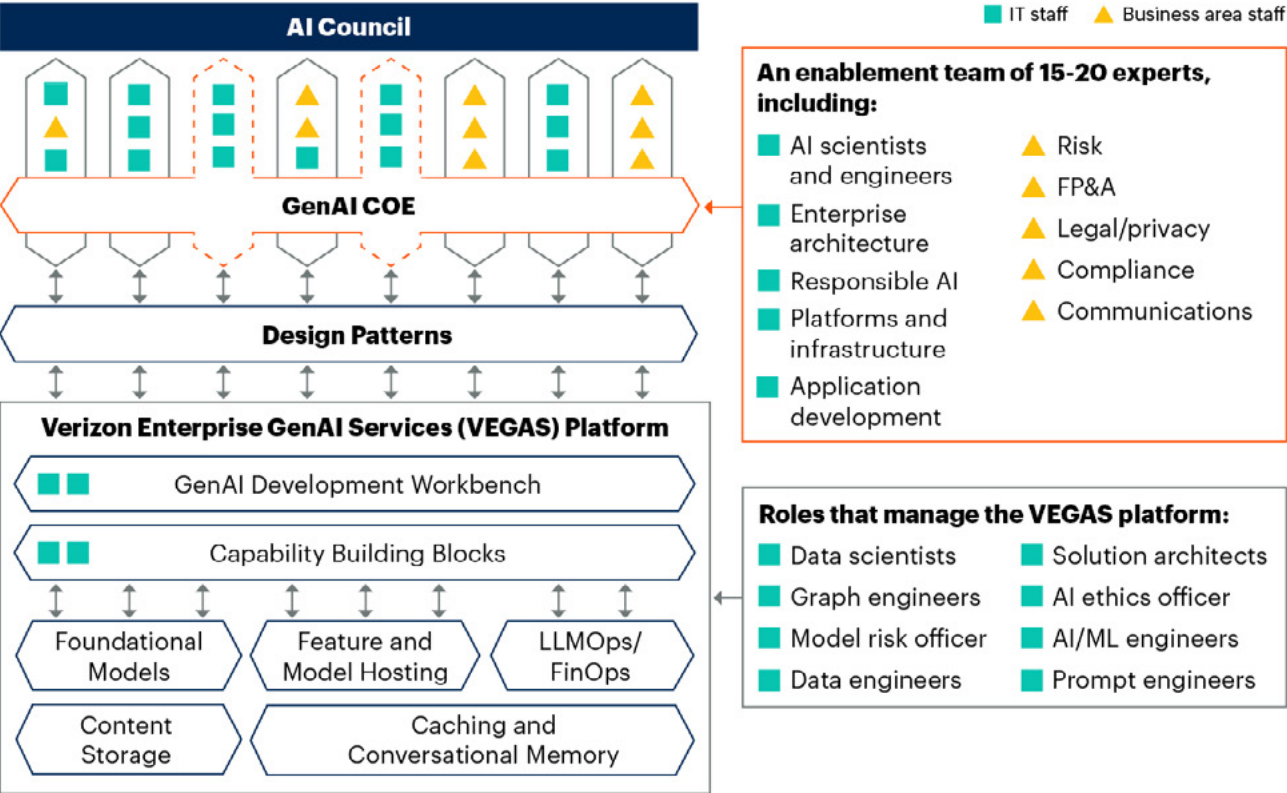 AI Council
IT staff
Business area staff
GenAI COE
Design Patterns
Verizon Enterprise GenAI Services (VEGAS) Platform
GenAI Development Workbench
Capability Building Blocks
Foundational
Models
Feature and
Model Hosting
LLMOps/
FinOps
Content
Storage
Caching and
Conversational Memory
An enablement team of 15-20 experts,
including:
AI scientists
and engineers
Enterprise
architecture
Responsible AI
Platforms and
infrastructure
Application
development
Risk
FP&A
Legal/privacy
Compliance
Communications
Roles that manage the VEGAS platform:
Data scientists
Graph engineers
Model risk officer
Data engineers
Solution architects
AI ethics officer
AI/ML engineers
Prompt engineers